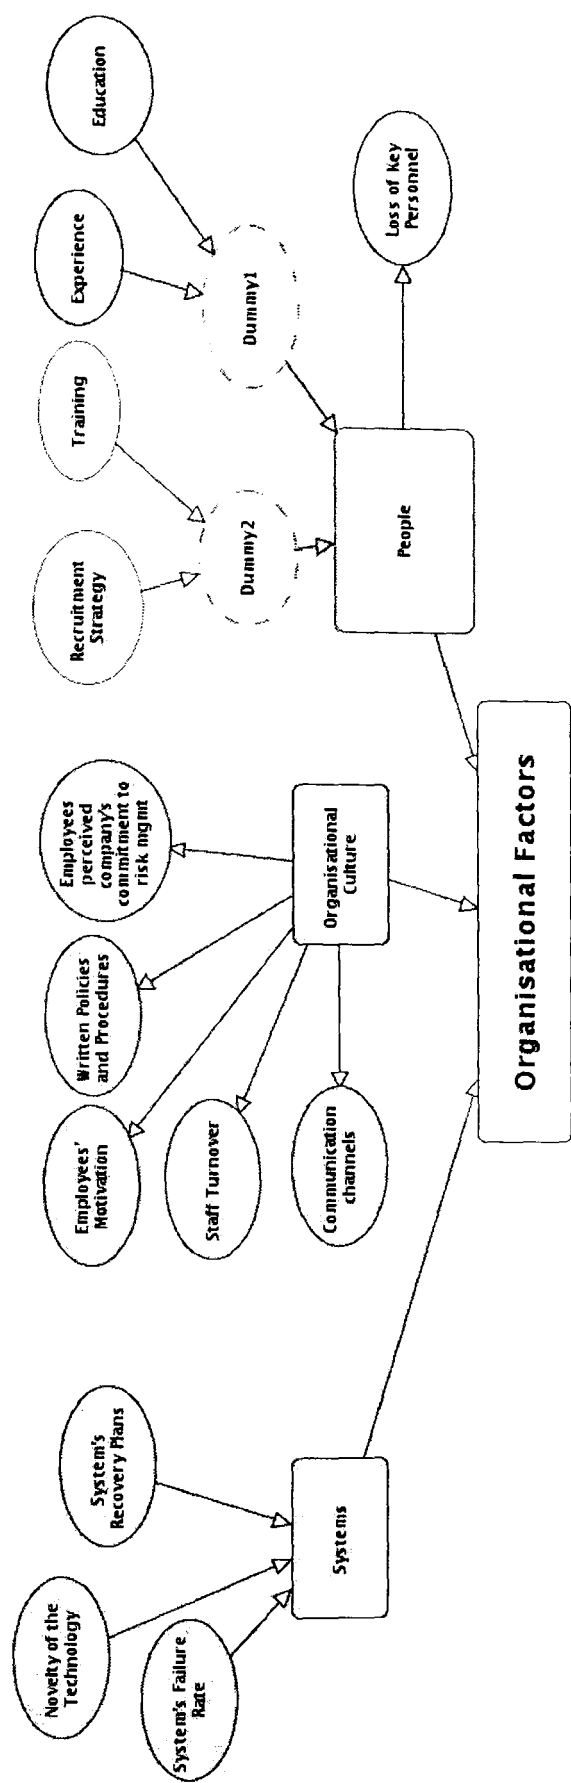 Novelty of the
Technology
System's Failure
Rate
System's
Recovery Plans
Systems
Employees'
Motivation
Written Policies
and Procedures
Employees
perceived
company's
commitment to
risk mgmt
Staff Turnover
Communication
channels
Organisational
Culture
Recruitment
Strategy
Training
Experience
Education
Dummy2
Dummy1
People
Loss of Key
Personnel
Organisational Factors